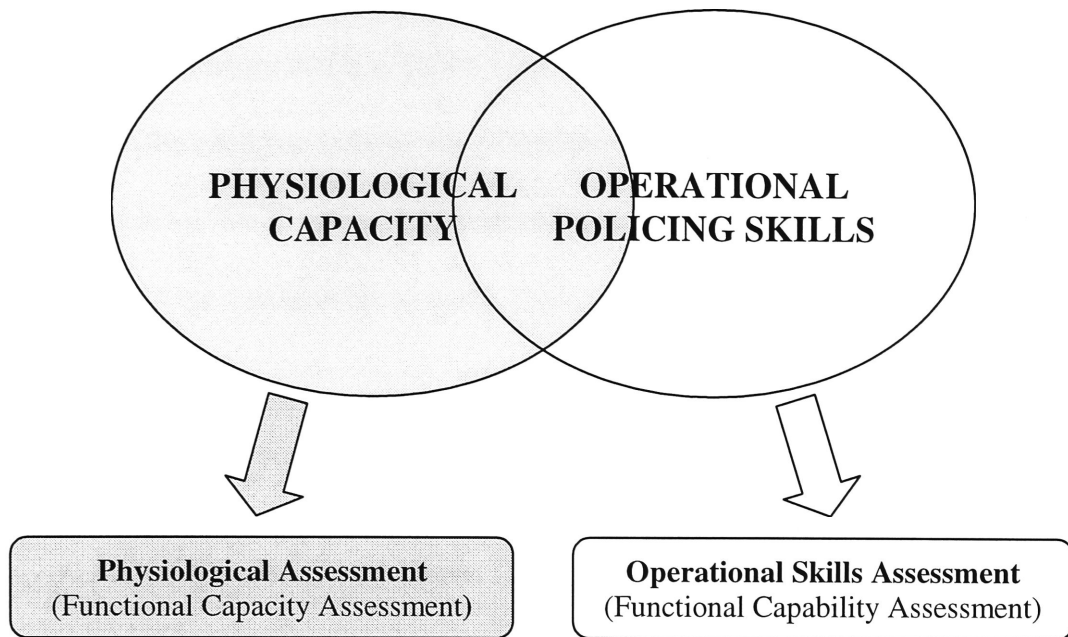 PHYSIOLOGICAL
CAPACITY
OPERATIONAL
POLICING SKILLS
Physiological Assessment
(Functional Capacity Assessment)
Operational Skills Assessment
(Functional Capability Assessment)